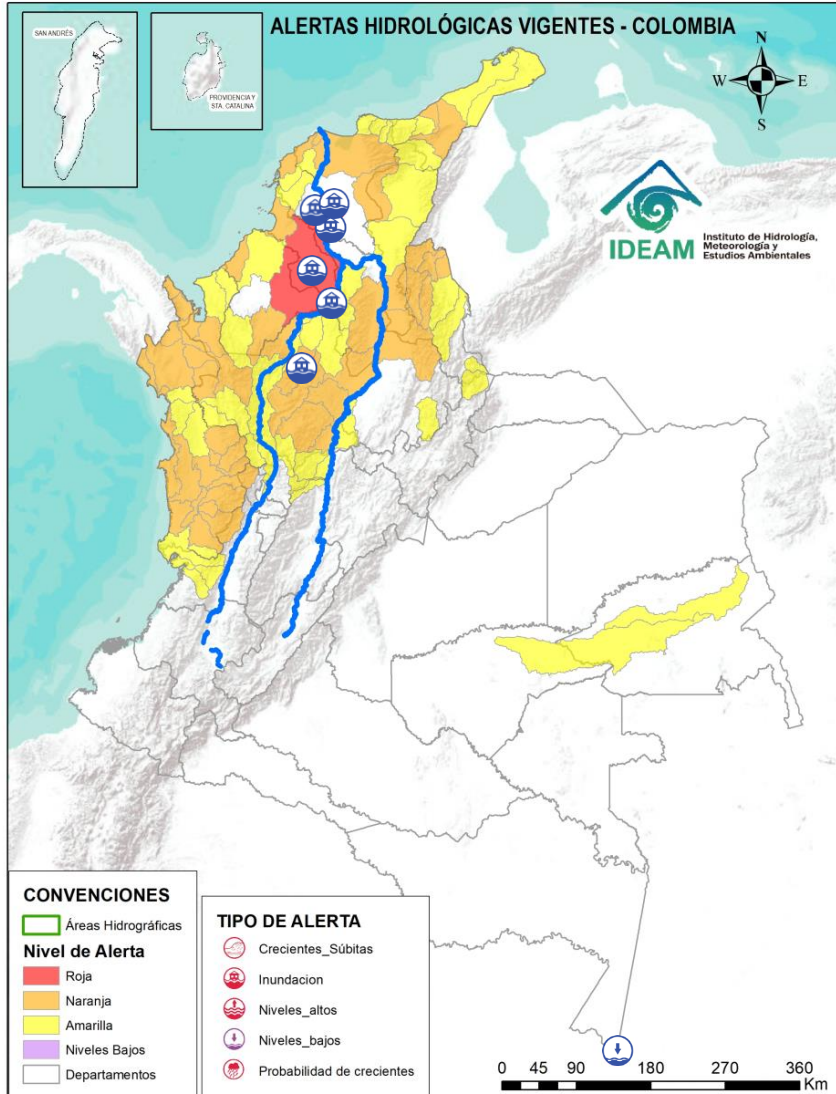 ALERTAS HIDROLÓGICAS VIGENTES - COLOMBIA
SAN ANDRÉS
PROVIDENCIA Y
STA. CATALINA
N
W
E
S
IDEAM
Instituto de Hidrología,
Meteorología y
Estudios Ambientales
CONVENCIONES
Áreas Hidrográficas
Nivel de Alerta
Roja
Naranja
Amarilla
Niveles Bajos
Departamentos
TIPO DE ALERTA
Crecientes_Súbitas
Inundacion
Niveles_altos
Niveles_bajos
Probabilidad de crecientes
0 45 90 180 270 360
Km